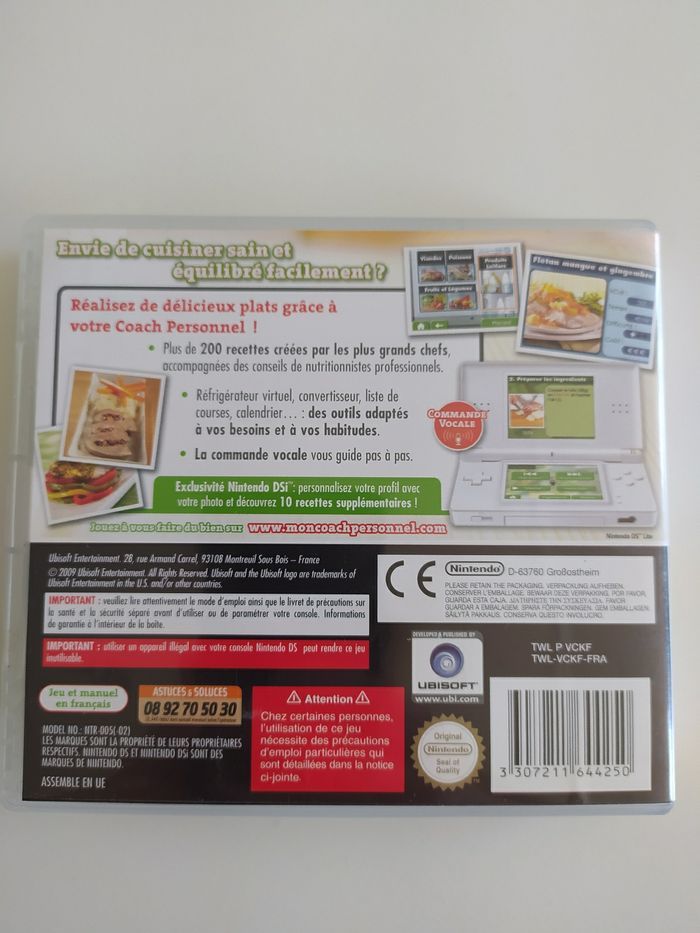 Envie de cuisiner sain et
équilibré facilement ?
Réalisez de délicieux plats grâce à
votre Coach Personnel !
• Plus de 200 recettes créées par les plus grands chefs,
accompagnées des conseils de nutritionnistes professionnels.
• Réfrigérateur virtuel, convertisseur, liste de
courses, calendrier... : des outils adaptés
à vos besoins et à vos habitudes.
• La commande vocale vous guide pas à pas.
Exclusivité Nintendo DSi™: personnalisez votre profil avec
votre photo et découvrez 10 recettes supplémentaires !
Jouez à vous faire du bien sur www.moncoachpersonnel.com
Viandes
Poissons
Produits
laitiers
Fruits et légumes
Flétan mangue et gingembre
COMMANDE
VOCALE
2. Préparer les ingrédients
Nintendo DS™ Lite
Ubisoft Entertainment. 28, rue Armand Carrel, 93108 Montreuil Sous Bois – France
© 2009 Ubisoft Entertainment. All Rights Reserved. Ubisoft and the Ubisoft logo are trademarks of
Ubisoft Entertainment in the U.S. and/or other countries.
IMPORTANT : veuillez lire attentivement le mode d'emploi ainsi que le livret de précautions sur
la santé et la sécurité séparé avant d'utiliser ou de paramétrer votre console. Informations
de garantie à l'intérieur de la boîte.
IMPORTANT : utiliser un appareil illégal avec votre console Nintendo DS peut rendre ce jeu
inutilisable.
Jeu et manuel
en français
ASTUCES & SOLUCES
08 92 70 50 30
MODEL NO.: NTR-005(-02)
LES MARQUES SONT LA PROPRIÉTÉ DE LEURS PROPRIÉTAIRES
RESPECTIFS. NINTENDO DS ET NINTENDO DSi SONT DES
MARQUES DE NINTENDO.
ASSEMBLE EN UE
Attention
Chez certaines personnes,
l'utilisation de ce jeu
nécessite des précautions
d'emploi particulières qui
sont détaillées dans la notice
ci-jointe.
CE
Nintendo D-63760 Großostheim
PLEASE RETAIN THE PACKAGING. VERPACKUNG AUFHEBEN.
CONSERVER L'EMBALLAGE. BEWAAR DEZE VERPAKKING. POR FAVOR,
GUARDA ESTA CAJA. ΔΙΑΤΗΡΗΣΤΕ ΤΗΝ ΣΥΣΚΕΥΑΣΙΑ. FAVOR
GUARDAR A EMBALAGEM. SPARA FÖRPACKNINGEN. GEM EMBALLAGEN.
SÄILYTÄ PAKKAUS. CONSERVA QUESTO INVOLUCRO.
DEVELOPED & PUBLISHED BY
UBISOFT
www.ubi.com
TWL P VCKF
TWL-VCKF-FRA
Original
Nintendo
Seal of
Quality
3 307211 644250